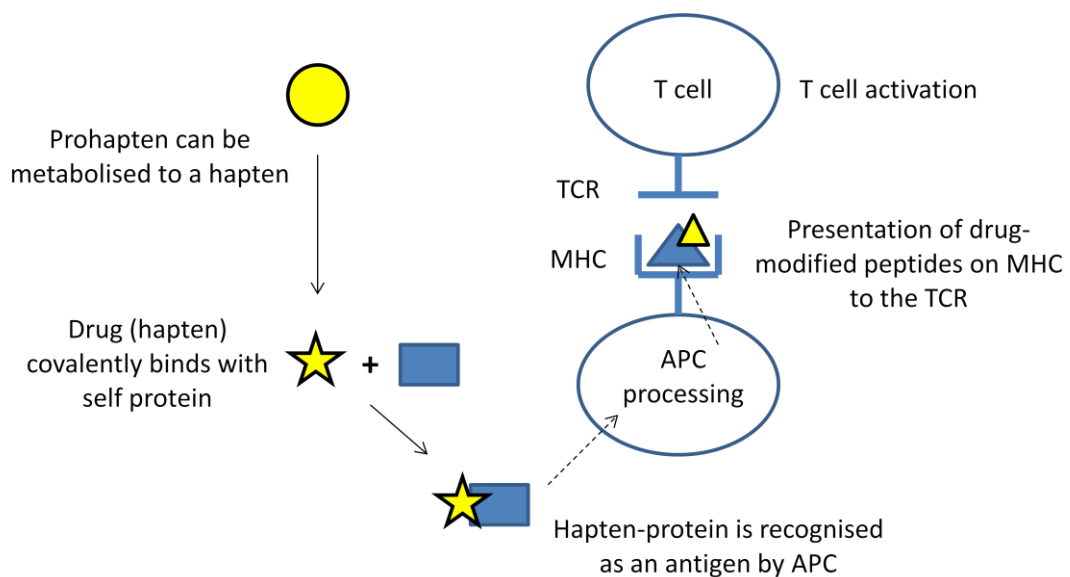 Prohapten can be
metabolised to a hapten
Drug (hapten)
covalently binds with
self protein
+
Hapten-protein is recognised
as an antigen by APC
APC
processing
MHC
TCR
Presentation of drug-
modified peptides on MHC
to the TCR
T cell
T cell activation